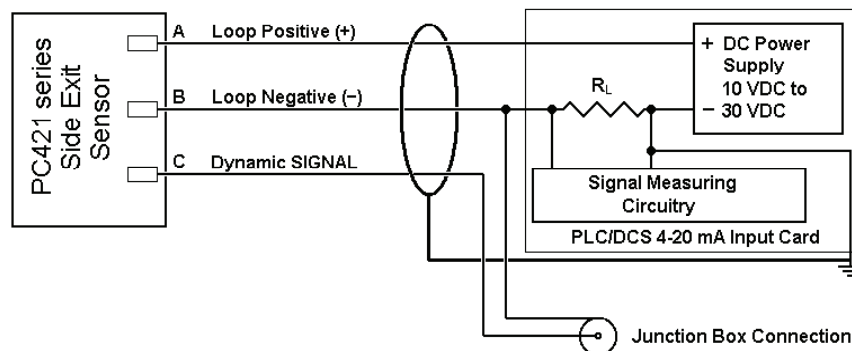 PC421 series
Side Exit
Sensor
A Loop Positive (+)
B Loop Negative (–)
C Dynamic SIGNAL
R_L
+ DC Power
Supply
10 VDC to
– 30 VDC
Signal Measuring
Circuitry
PLC/DCS 4-20 mA Input Card
Junction Box Connection